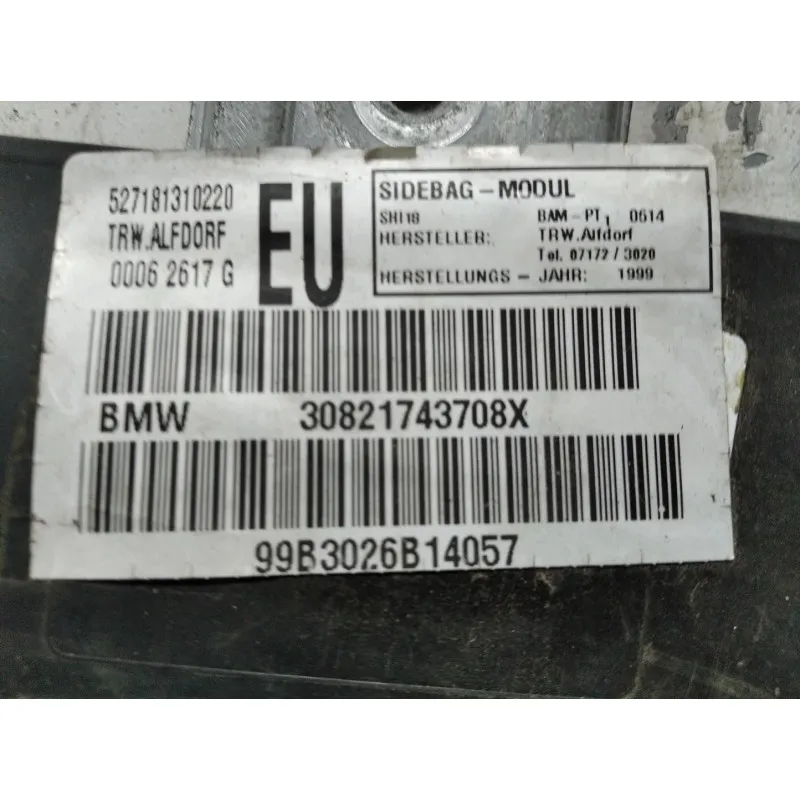 527181310220
TRW.ALFDORF
0006 2617 G
EU
SIDEBAG - MODUL
SHI18 BAM - PT1 0614
HERSTELLER: TRW.Alfdorf
Tel. 07172 / 3020
HERSTELLUNGS - JAHR: 1999
BMW 30821743708X
99B3026B14057